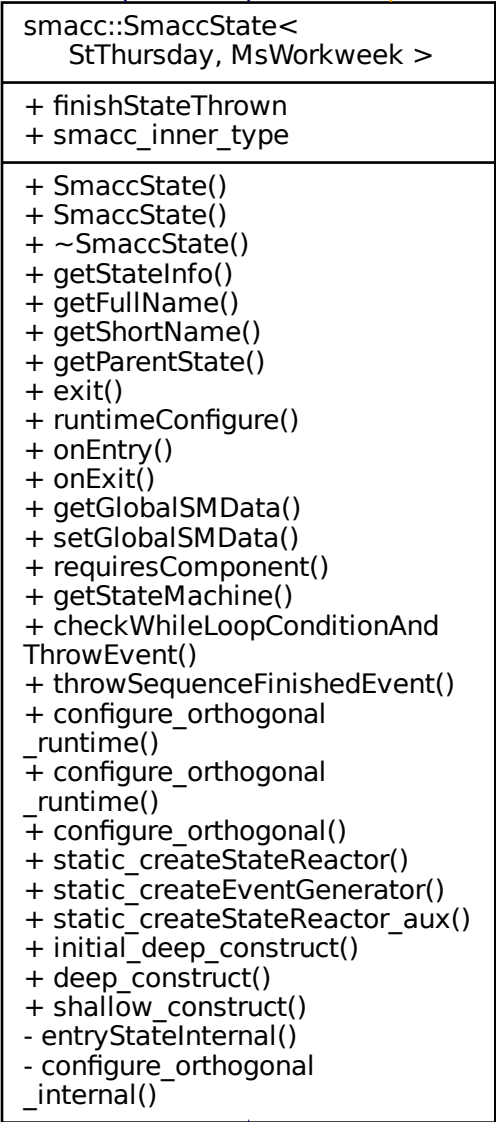 smacc::SmaccState<
StThursday, MsWorkweek >
+ finishStateThrown
+ smacc_inner_type
+ SmaccState()
+ SmaccState()
+ ~SmaccState()
+ getStateInfo()
+ getFullName()
+ getShortName()
+ getParentState()
+ exit()
+ runtimeConfigure()
+ onEntry()
+ onExit()
+ getGlobalSMData()
+ setGlobalSMData()
+ requiresComponent()
+ getStateMachine()
+ checkWhileLoopConditionAnd
ThrowEvent()
+ throwSequenceFinishedEvent()
+ configure_orthogonal
_runtime()
+ configure_orthogonal
_runtime()
+ configure_orthogonal()
+ static_createStateReactor()
+ static_createEventGenerator()
+ static_createStateReactor_aux()
+ initial_deep_construct()
+ deep_construct()
+ shallow_construct()
- entryStateInternal()
- configure_orthogonal
_internal()